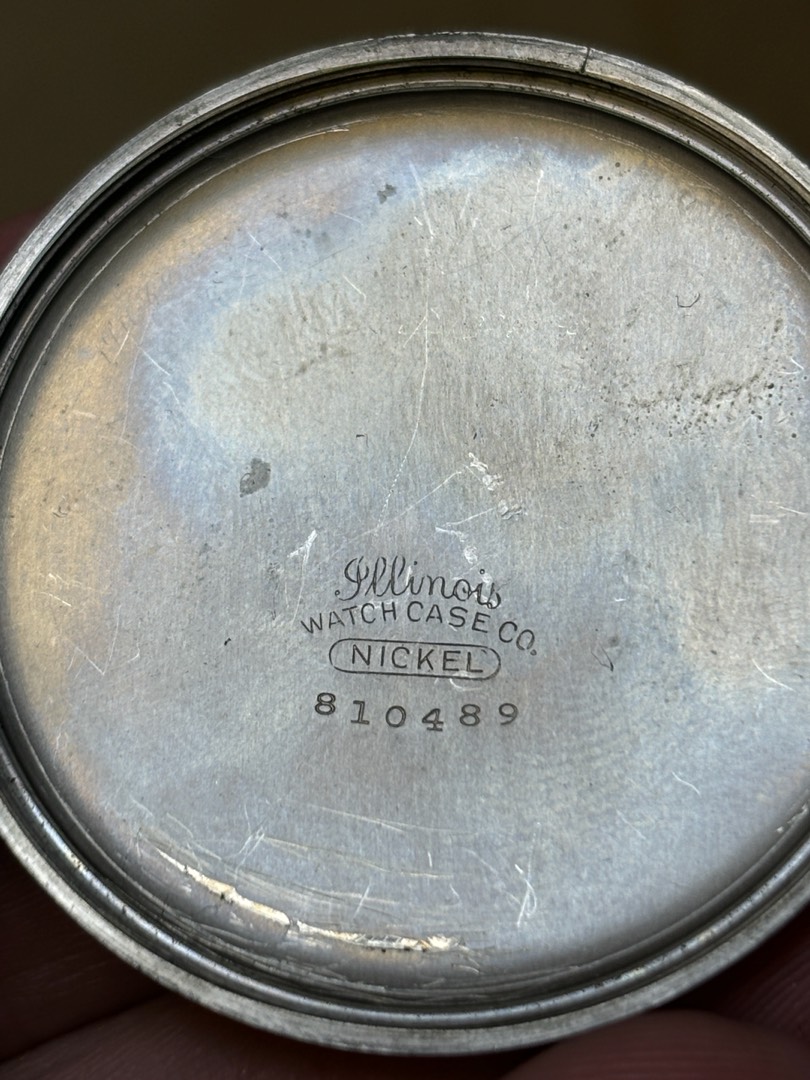 Illinois
WATCH CASE CO.
NICKEL
810489